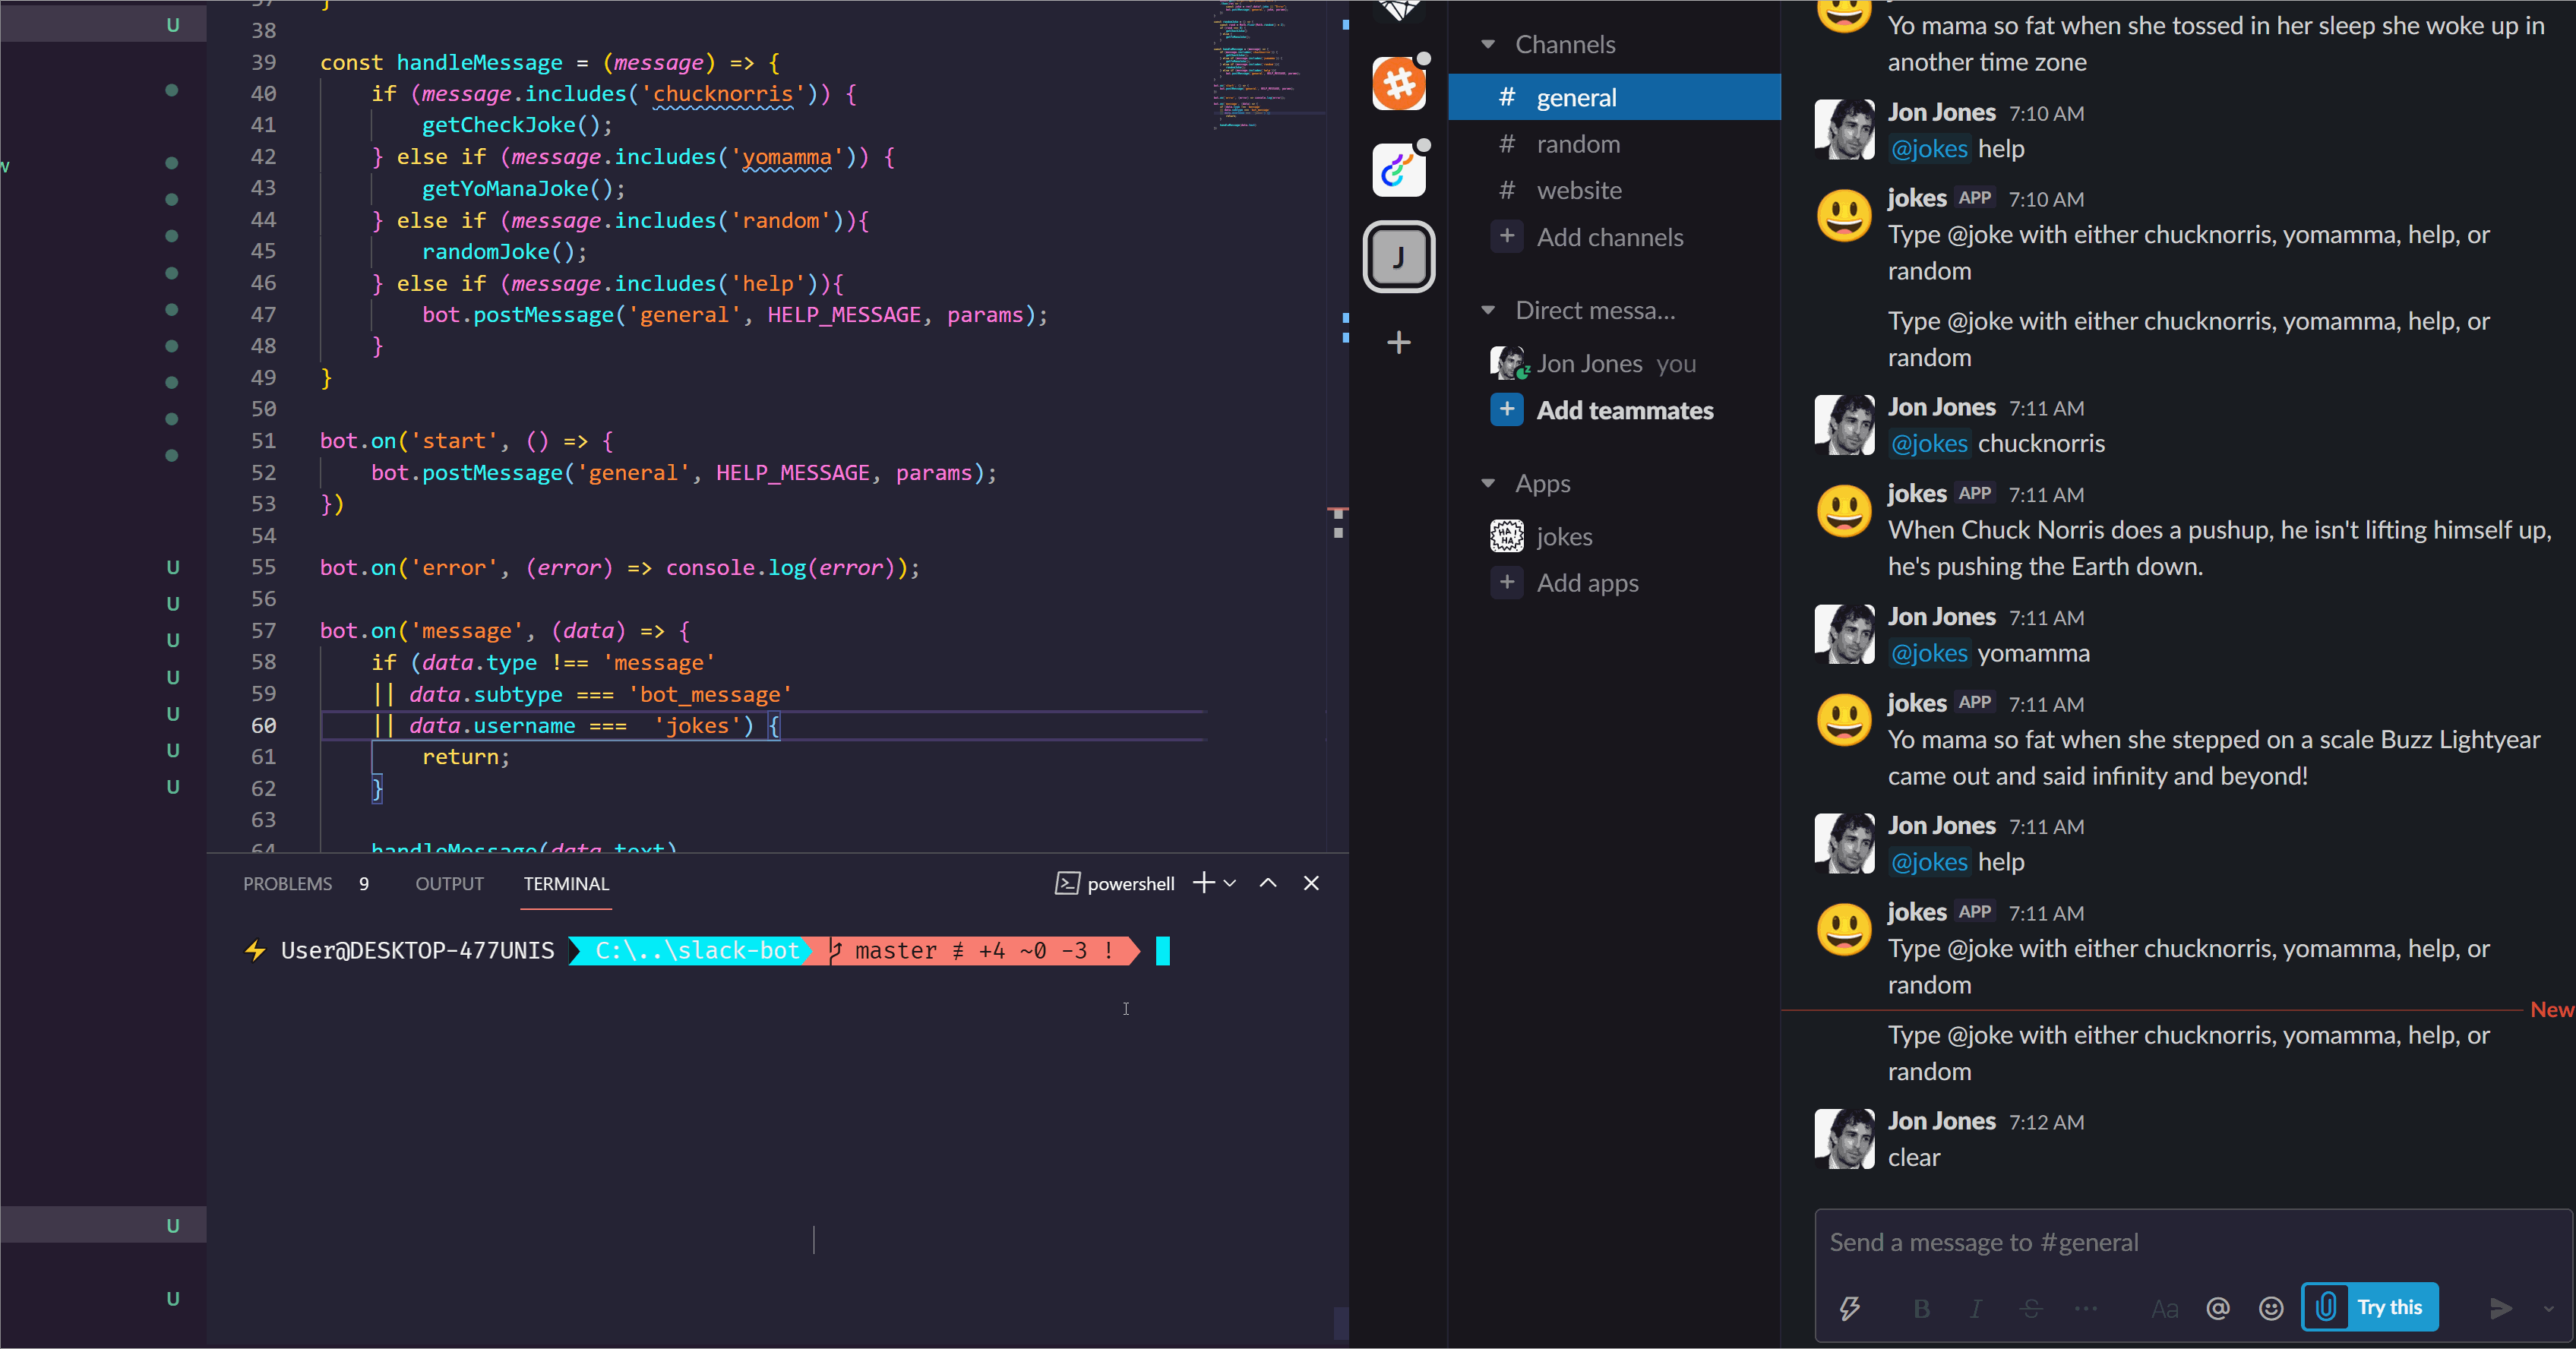 U
w
U
U
U
U
U
U
U
U
U
37 }
38
39 const handleMessage = (message) => {
40 if (message.includes('chucknorris')) {
41 getCheckJoke();
42 } else if (message.includes('yomamma')) {
43 getYoManaJoke();
44 } else if (message.includes('random')){
45 randomJoke();
46 } else if (message.includes('help')){
47 bot.postMessage('general', HELP_MESSAGE, params);
48 }
49 }
50
51 bot.on('start', () => {
52 bot.postMessage('general', HELP_MESSAGE, params);
53 })
54
55 bot.on('error', (error) => console.log(error));
56
57 bot.on('message', (data) => {
58 if (data.type !== 'message'
59 || data.subtype === 'bot_message'
60 || data.username === 'jokes') {
61 return;
62 }
63
64 handleMessage(data.text)
PROBLEMS 9 OUTPUT TERMINAL powershell
⚡ User@DESKTOP-477UNIS C:\..\slack-bot master ≢ +4 ~0 -3 !
J
Channels
# general
# random
# website
+ Add channels
Direct messa...
Jon Jones you
+ Add teammates
Apps
HA HA jokes
+ Add apps
Yo mama so fat when she tossed in her sleep she woke up in
another time zone
Jon Jones 7:10 AM
@jokes help
jokes APP 7:10 AM
Type @joke with either chucknorris, yomamma, help, or
random
Type @joke with either chucknorris, yomamma, help, or
random
Jon Jones 7:11 AM
@jokes chucknorris
jokes APP 7:11 AM
When Chuck Norris does a pushup, he isn't lifting himself up,
he's pushing the Earth down.
Jon Jones 7:11 AM
@jokes yomamma
jokes APP 7:11 AM
Yo mama so fat when she stepped on a scale Buzz Lightyear
came out and said infinity and beyond!
Jon Jones 7:11 AM
@jokes help
jokes APP 7:11 AM
Type @joke with either chucknorris, yomamma, help, or
random
New
Type @joke with either chucknorris, yomamma, help, or
random
Jon Jones 7:12 AM
clear
Send a message to #general
B I S ... Aa @ Try this